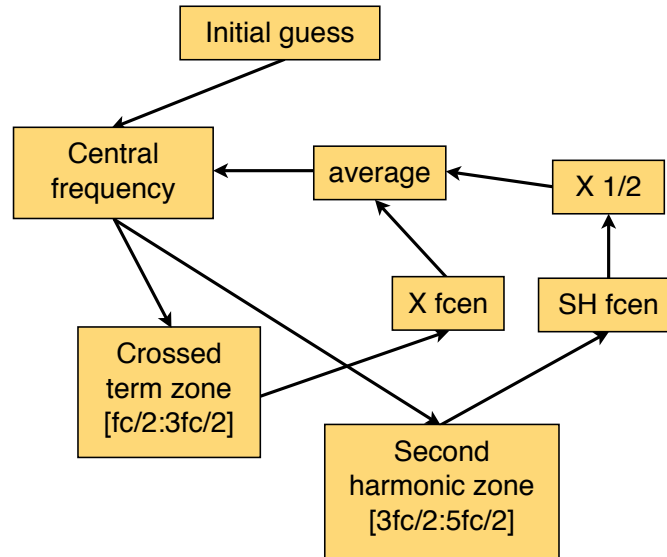 Initial guess
Central
frequency
average
X 1/2
X fcen
SH fcen
Crossed
term zone
[fc/2:3fc/2]
Second
harmonic zone
[3fc/2:5fc/2]